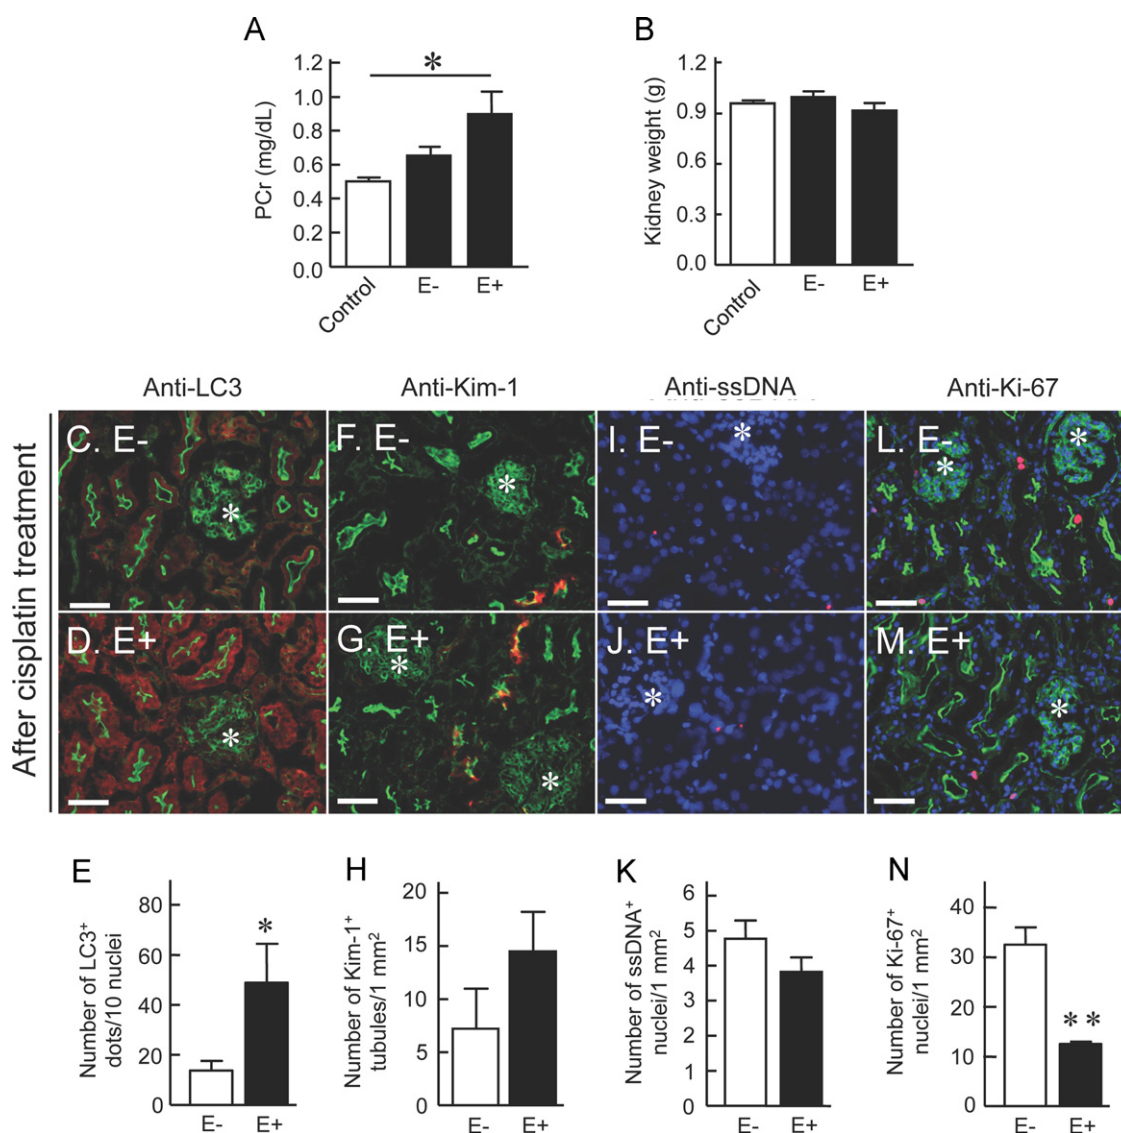 A
B
PCr (mg/dL)
1.2
1.0
0.8
0.6
0.4
0.2
0.0
*
Control
E-
E+
Kidney weight (g)
1.2
0.9
0.6
0.3
0.0
Control
E-
E+
After cisplatin treatment
Anti-LC3
Anti-Kim-1
Anti-ssDNA
Anti-Ki-67
C. E-
*
F. E-
*
I. E-
*
L. E-
*
*
D. E+
*
G. E+
*
*
J. E+
*
M. E+
*
E
Number of LC3+
dots/10 nuclei
80
60
40
20
0
*
E-
E+
H
Number of Kim-1+
tubules/1 mm2
20
15
10
5
0
E-
E+
K
Number of ssDNA+
nuclei/1 mm2
6
5
4
3
2
1
0
E-
E+
N
Number of Ki-67+
nuclei/1 mm2
40
30
20
10
0
**
E-
E+